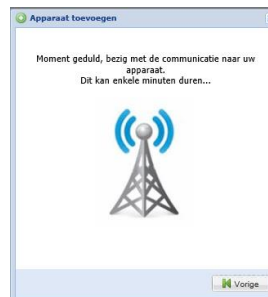 Apparaat toevoegen
Moment geduld, bezig met de communicatie naar uw
apparaat.
Dit kan enkele minuten duren...
Vorige